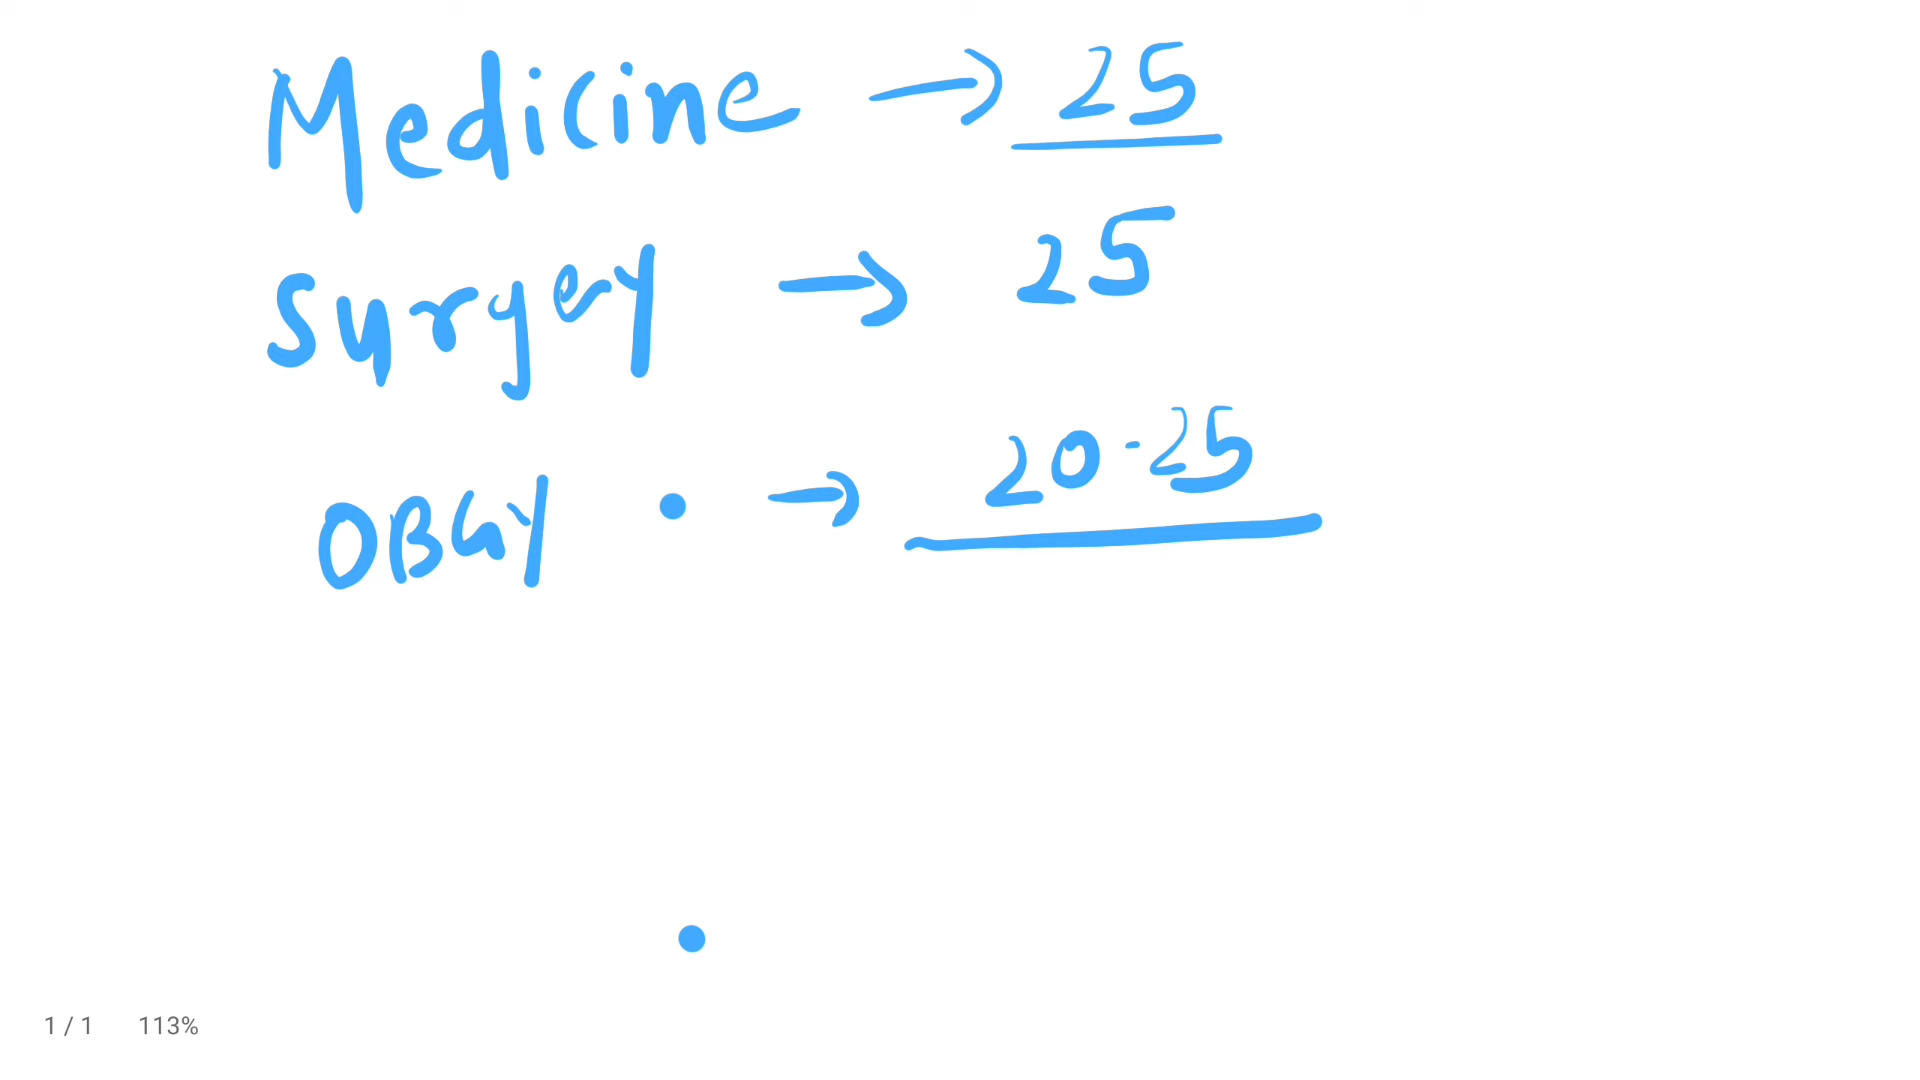 Medicine → 25
Surgery → 25
OBGY • → 20-25
1 / 1 113%